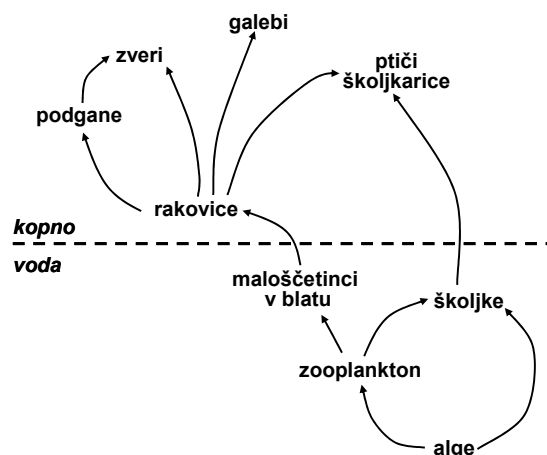 galebi
zveri
ptiči
školjkarice
podgane
rakovice
kopno
voda
maloščetinci
v blatu
školjke
zooplankton
alge